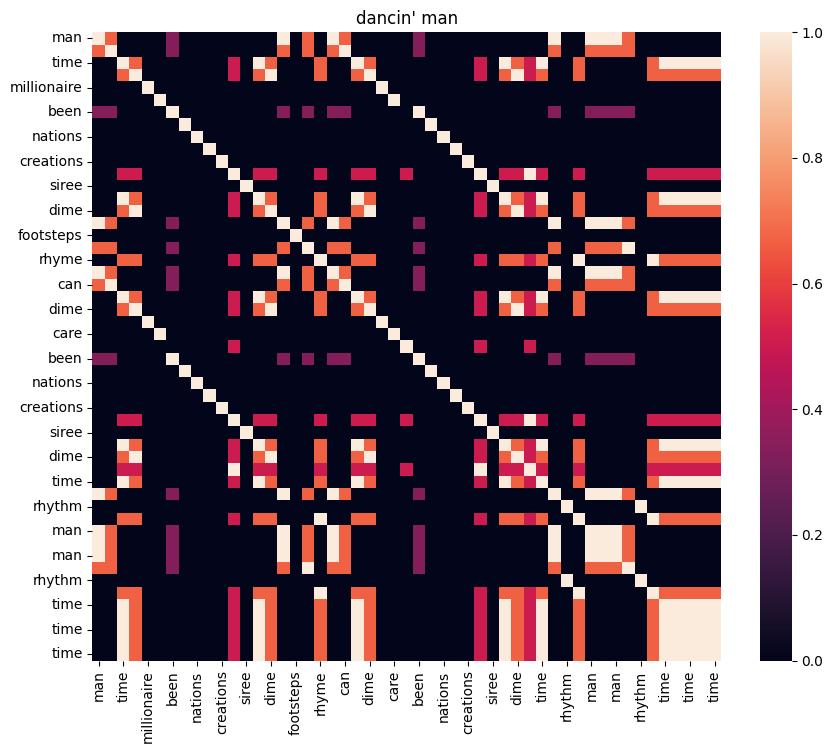 dancin' man
man
time
millionaire
been
nations
creations
siree
dime
footsteps
rhyme
can
dime
care
been
nations
creations
siree
dime
time
rhythm
man
man
rhythm
time
time
time
man
time
millionaire
been
nations
creations
siree
dime
footsteps
rhyme
can
dime
care
been
nations
creations
siree
dime
time
rhythm
man
man
rhythm
time
time
time
1.0
0.8
0.6
0.4
0.2
0.0